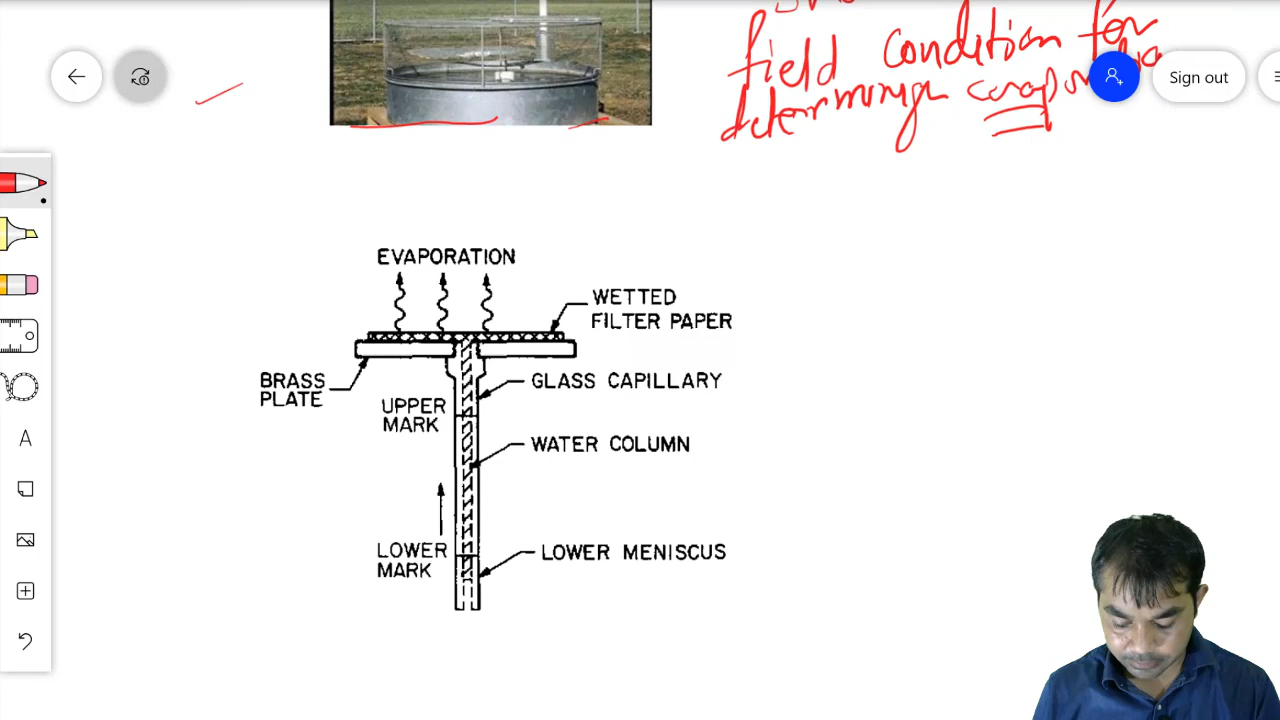 field condition for
determining
Sign out
EVAPORATION
WETTED
FILTER PAPER
BRASS
PLATE
GLASS CAPILLARY
UPPER
MARK
WATER COLUMN
LOWER
MARK
LOWER MENISCUS
A